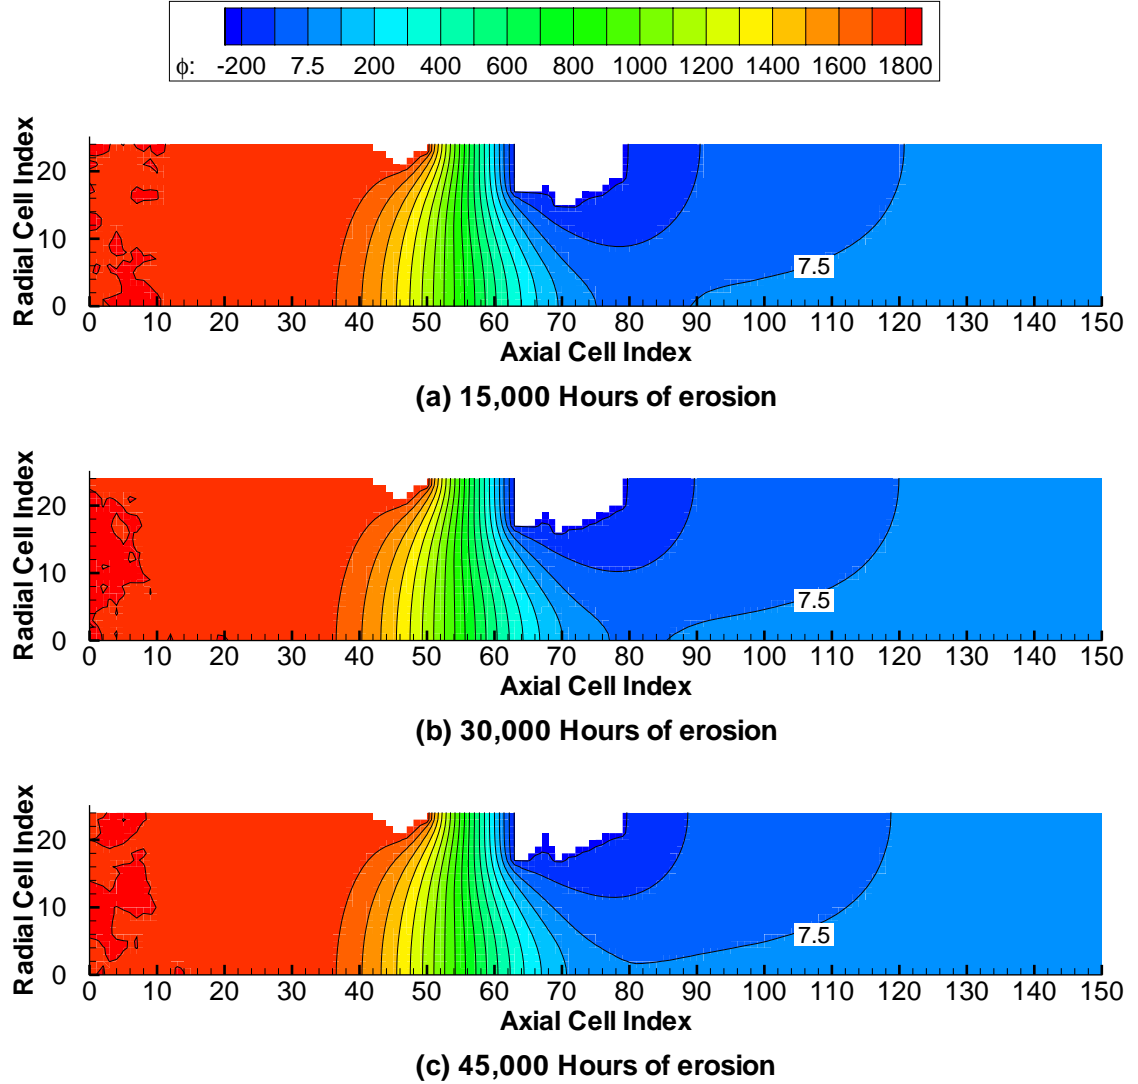 ϕ: -200 7.5 200 400 600 800 1000 1200 1400 1600 1800
Radial Cell Index
20
10
0
7.5
0 10 20 30 40 50 60 70 80 90 100 110 120 130 140 150
Axial Cell Index
(a) 15,000 Hours of erosion
Radial Cell Index
20
10
0
7.5
0 10 20 30 40 50 60 70 80 90 100 110 120 130 140 150
Axial Cell Index
(b) 30,000 Hours of erosion
Radial Cell Index
20
10
0
7.5
0 10 20 30 40 50 60 70 80 90 100 110 120 130 140 150
Axial Cell Index
(c) 45,000 Hours of erosion